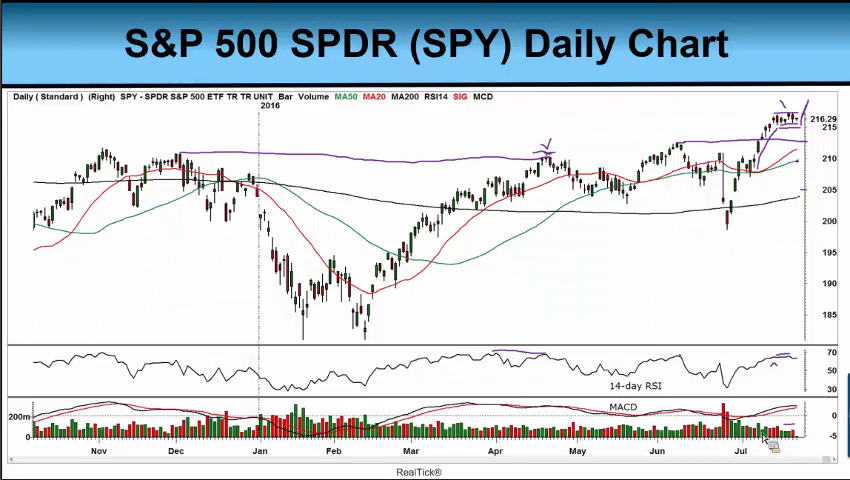 S&P 500 SPDR (SPY) Daily Chart
Daily ( Standard ) (Right) SPY - SPDR S&P 500 ETF TR TR UNIT Bar Volume MA50 MA20 MA200 RSI14 SIG MCD
2016
216.29
215
210
205
200
195
190
185
70
50
30
14-day RSI
MACD
200m
0
0
-5
Nov Dec Jan Feb Mar Apr May Jun Jul
RealTick®